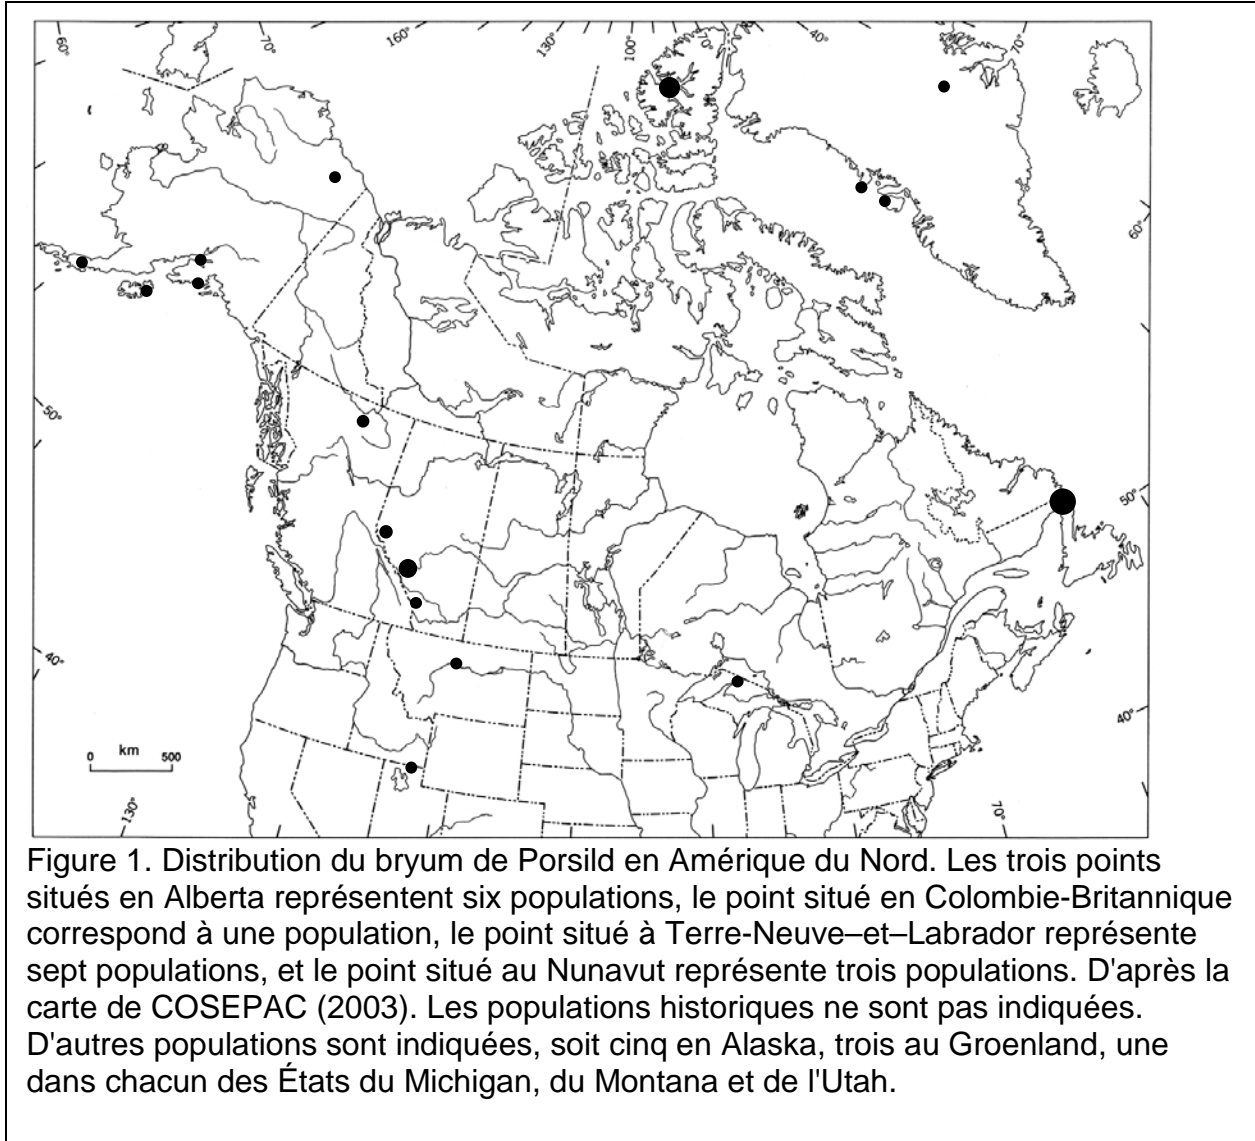 60°
70°
160°
130°
100°
70°
40°
70°
60°
50°
50°
40°
40°
km
0 500
130°
70°
Figure 1. Distribution du bryum de Porsild en Amérique du Nord. Les trois points
situés en Alberta représentent six populations, le point situé en Colombie-Britannique
correspond à une population, le point situé à Terre-Neuve–et–Labrador représente
sept populations, et le point situé au Nunavut représente trois populations. D'après la
carte de COSEPAC (2003). Les populations historiques ne sont pas indiquées.
D'autres populations sont indiquées, soit cinq en Alaska, trois au Groenland, une
dans chacun des États du Michigan, du Montana et de l'Utah.